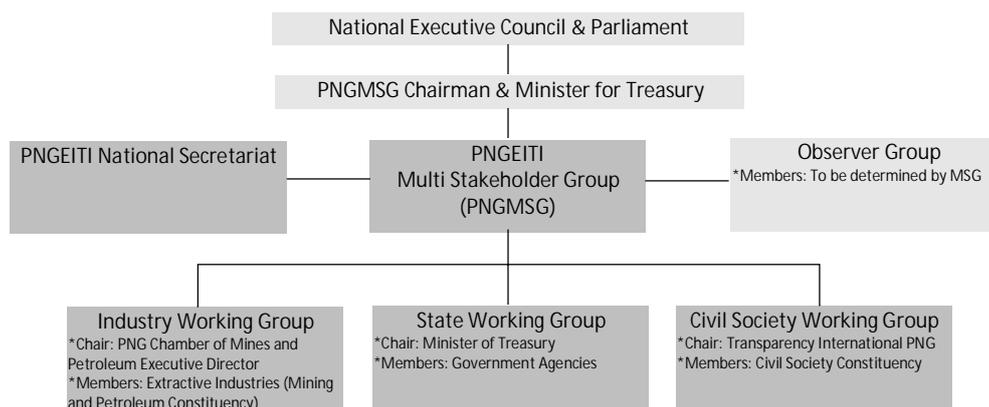 National Executive Council & Parliament
PNGMSG Chairman & Minister for Treasury
PNGEITI National Secretariat
PNGEITI
Multi Stakeholder Group
(PNGMSG)
Observer Group
*Members: To be determined by MSG
Industry Working Group
*Chair: PNG Chamber of Mines and
Petroleum Executive Director
*Members: Extractive Industries (Mining
and Petroleum Constituency)
State Working Group
*Chair: Minister of Treasury
*Members: Government Agencies
Civil Society Working Group
*Chair: Transparency International PNG
*Members: Civil Society Constituency